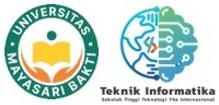 UNIVERSITAS
MAYASARI BAKTI
Teknik Informatika
Sekolah Tinggi Teknologi Ybs Internasional